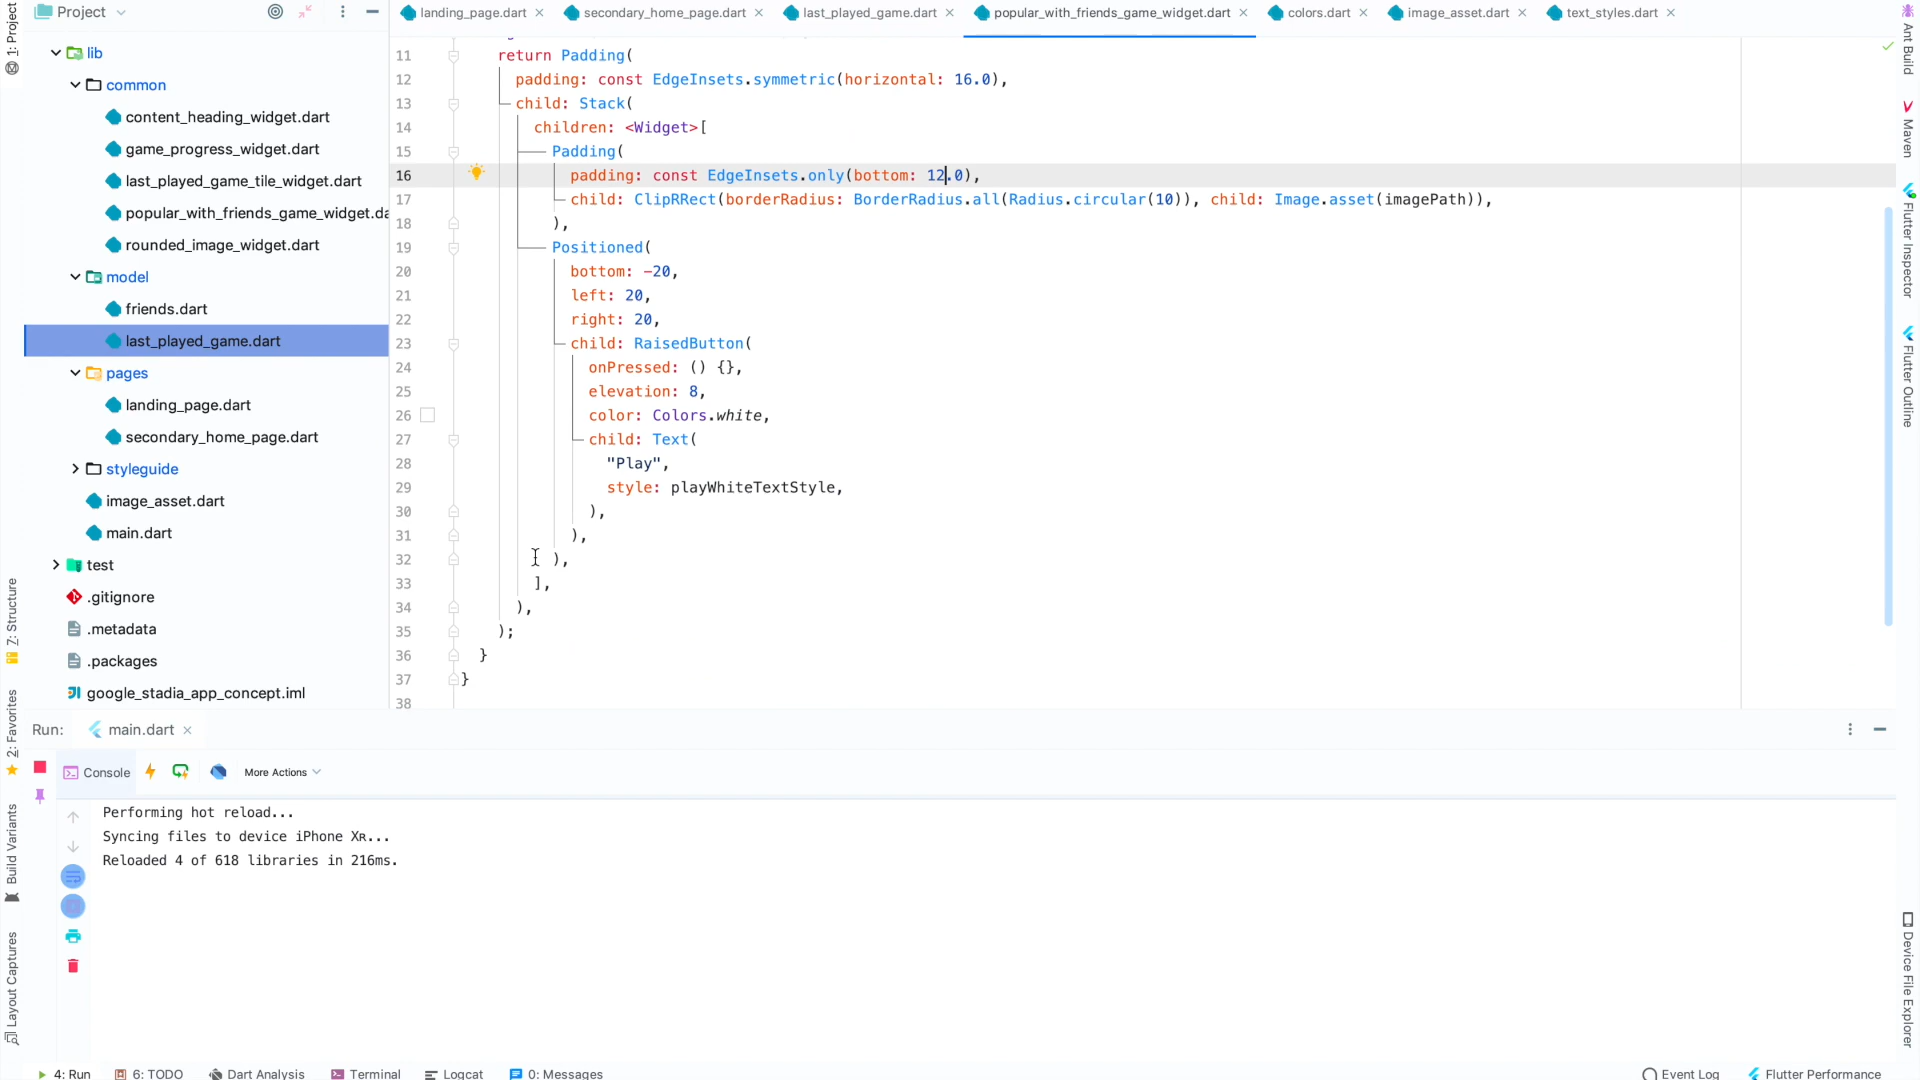 Project
landing_page.dart
secondary_home_page.dart
last_played_game.dart
popular_with_friends_game_widget.dart
colors.dart
image_asset.dart
text_styles.dart
1: Project
lib
common
content_heading_widget.dart
game_progress_widget.dart
last_played_game_tile_widget.dart
popular_with_friends_game_widget.da
rounded_image_widget.dart
model
friends.dart
last_played_game.dart
pages
landing_page.dart
secondary_home_page.dart
styleguide
image_asset.dart
main.dart
test
.gitignore
.metadata
.packages
google_stadia_app_concept.iml
11 return Padding(
12 padding: const EdgeInsets.symmetric(horizontal: 16.0),
13 child: Stack(
14 children: <Widget>[
15 Padding(
16 padding: const EdgeInsets.only(bottom: 12.0),
17 child: ClipRRect(borderRadius: BorderRadius.all(Radius.circular(10)), child: Image.asset(imagePath)),
18 ),
19 Positioned(
20 bottom: -20,
21 left: 20,
22 right: 20,
23 child: RaisedButton(
24 onPressed: () {},
25 elevation: 8,
26 color: Colors.white,
27 child: Text(
28 "Play",
29 style: playWhiteTextStyle,
30 ),
31 ),
32 ),
33 ],
34 ),
35 );
36 }
37 }
38
Ant Build
Maven
Flutter Inspector
Flutter Outline
Device File Explorer
Z: Structure
2: Favorites
Build Variants
Layout Captures
Run:
main.dart
Console
More Actions
Performing hot reload...
Syncing files to device iPhone Xʀ...
Reloaded 4 of 618 libraries in 216ms.
4: Run
6: TODO
Dart Analysis
Terminal
Logcat
0: Messages
Event Log
Flutter Performance